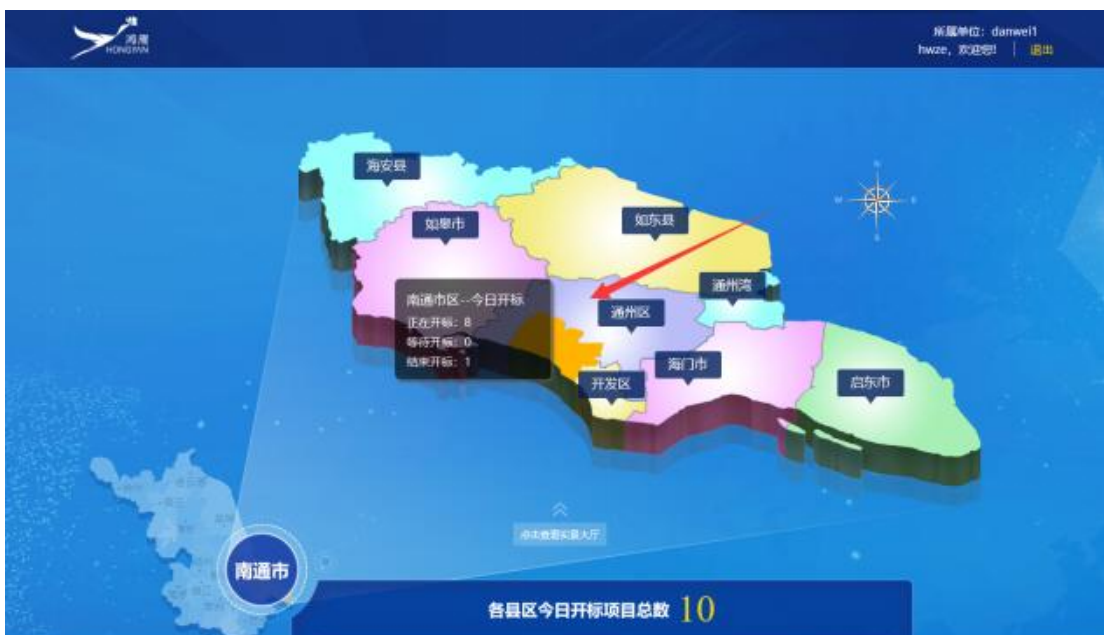 鸿雁
HONGYAN
所属单位：danwei1
hwze，欢迎您! | 退出
海安县
如皋市
如东县
W
E
通州湾
南通市区--今日开标
正在开标：8
等待开标：0
结束开标：1
通州区
海门市
开发区
启东市
南通市
各县区今日开标项目总数 10